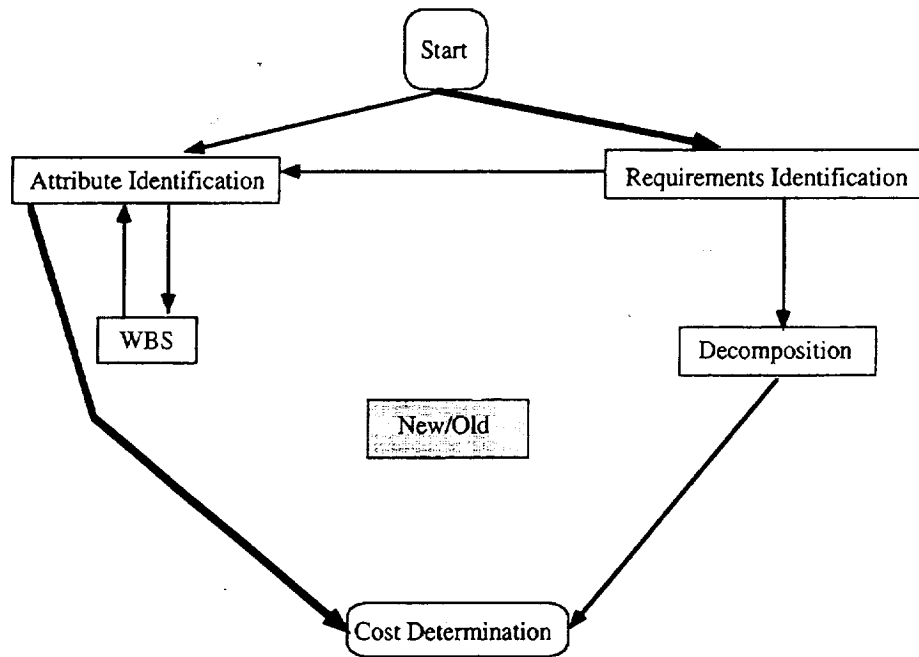 Start
Attribute Identification
Requirements Identification
WBS
Decomposition
New/Old
Cost Determination